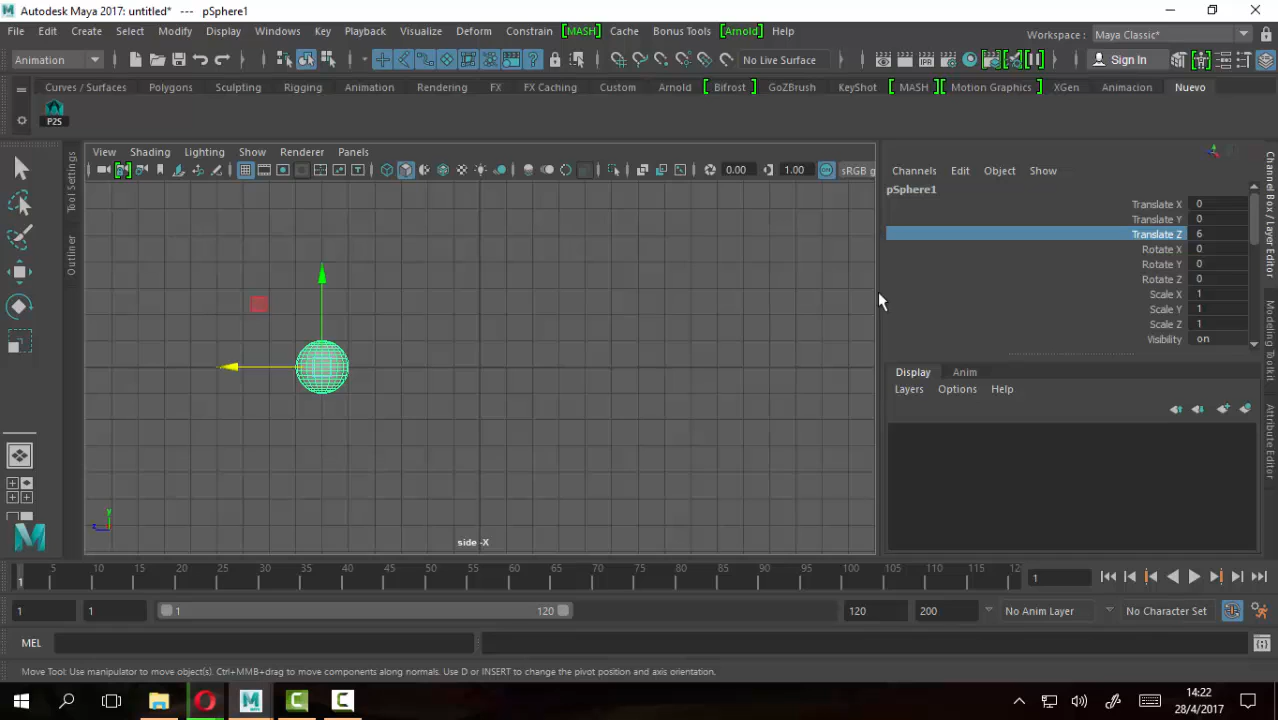 Autodesk Maya 2017: untitled*   ---   pSphere1
File Edit Create Select Modify Display Windows Key Playback Visualize Deform Constrain [MASH] Cache Bonus Tools [Arnold] Help
Workspace : Maya Classic*
Animation No Live Surface Sign In
Curves / Surfaces Polygons Sculpting Rigging Animation Rendering FX FX Caching Custom Arnold [Bifrost] GoZBrush KeyShot [MASH] [Motion Graphics] XGen Animacion Nuevo
P2S
Tool Settings
Outliner
View Shading Lighting Show Renderer Panels
0.00 1.00 sRGB g
y
z
side -X
Channels Edit Object Show
pSphere1
Translate X 0
Translate Y 0
Translate Z 6
Rotate X 0
Rotate Y 0
Rotate Z 0
Scale X 1
Scale Y 1
Scale Z 1
Visibility on
Display Anim
Layers Options Help
Channel Box / Layer Editor
Modeling Toolkit
Attribute Editor
1 5 10 15 20 25 30 35 40 45 50 55 60 65 70 75 80 85 90 95 100 105 110 115 12
1
1 1 1 120 120 200 No Anim Layer No Character Set
MEL
Move Tool: Use manipulator to move object(s). Ctrl+MMB+drag to move components along normals. Use D or INSERT to change the pivot position and axis orientation.
14:22
28/4/2017